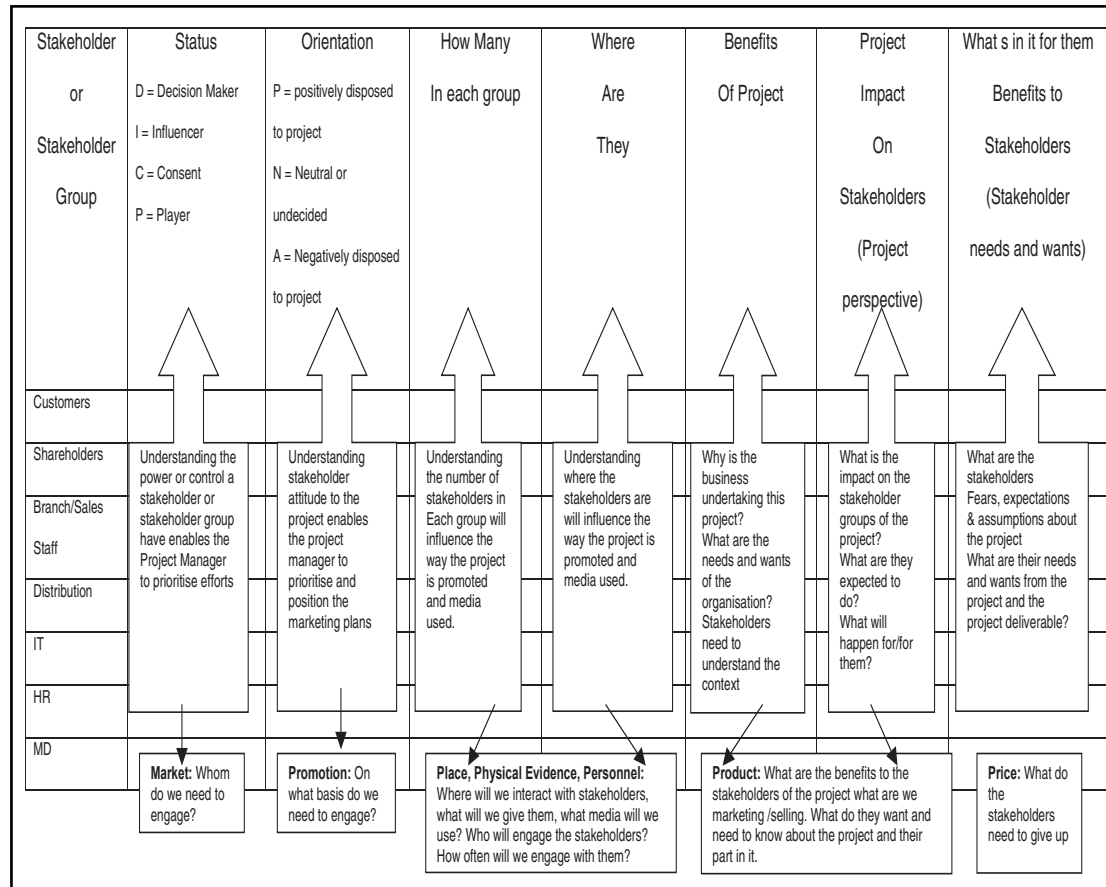 Stakeholder
or
Stakeholder
Group
Status
D = Decision Maker
I = Influencer
C = Consent
P = Player
Orientation
P = positively disposed
to project
N = Neutral or
undecided
A = Negatively disposed
to project
How Many
In each group
Where
Are
They
Benefits
Of Project
Project
Impact
On
Stakeholders
(Project
perspective)
What s in it for them
Benefits to
Stakeholders
(Stakeholder
needs and wants)
Customers
Shareholders
Branch/Sales
Staff
Distribution
IT
HR
MD
Understanding the
power or control a
stakeholder or
stakeholder group
have enables the
Project Manager
to prioritise efforts
Understanding
stakeholder
attitude to the
project enables
the project
manager to
prioritise and
position the
marketing plans
Understanding
the number of
stakeholders in
Each group will
influence the
way the project
is promoted
and media
used.
Understanding
where the
stakeholders are
will influence the
way the project is
promoted and
media used.
Why is the
business
undertaking this
project?
What are the
needs and wants
of the
organisation?
Stakeholders
need to
understand the
context
What is the
impact on the
stakeholder
groups of the
project?
What are they
expected to
do?
What will
happen for/for
them?
What are the
stakeholders
Fears, expectations
& assumptions about
the project
What are their needs
and wants from the
project and the
project deliverable?
Market: Whom
do we need to
engage?
Promotion: On
what basis do we
need to engage?
Place, Physical Evidence, Personnel:
Where will we interact with stakeholders,
what will we give them, what media will we
use? Who will engage the stakeholders?
How often will we engage with them?
Product: What are the benefits to the
stakeholders of the project what are we
marketing /selling. What do they want and
need to know about the project and their
part in it.
Price: What do
the
stakeholders
need to give up